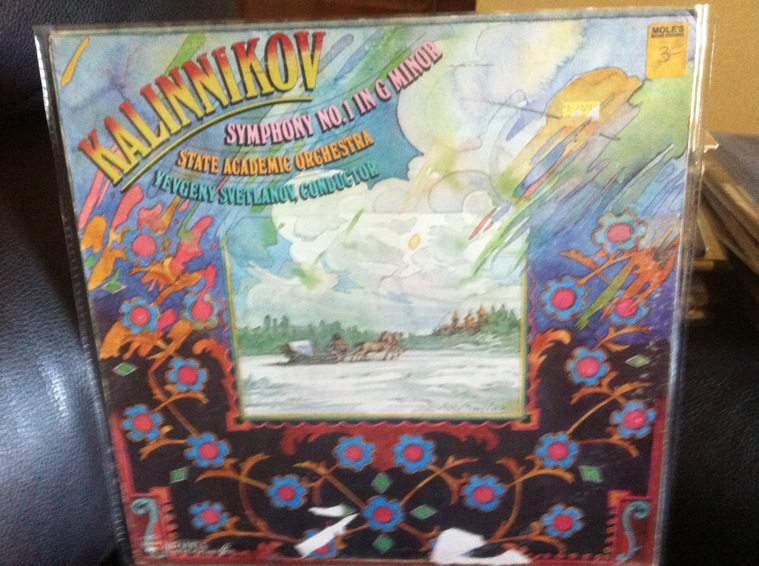 KALINNIKOV
SYMPHONY NO. 1 IN G MINOR
STATE ACADEMIC ORCHESTRA
YEVGENY SVETLANOV, CONDUCTOR
MOLE'S
3